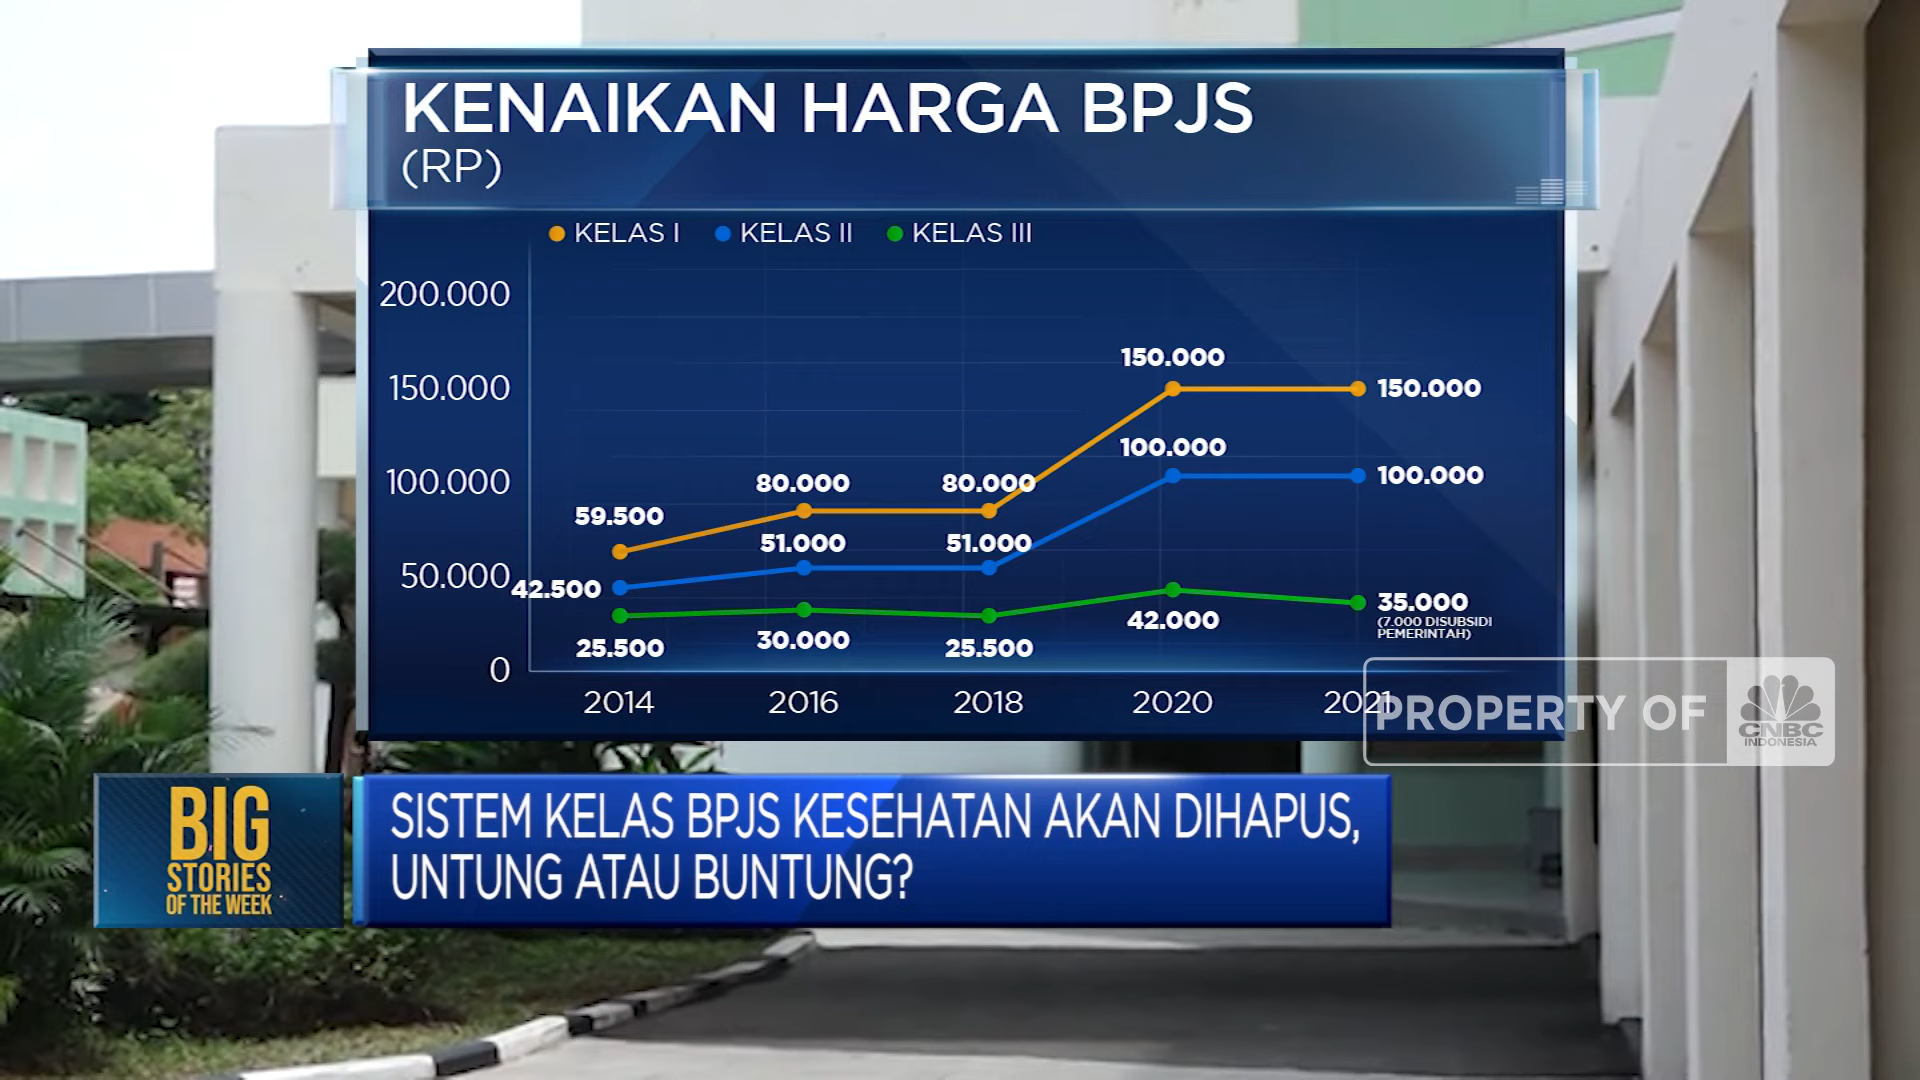 KENAIKAN HARGA BPJS
(RP)
KELAS I KELAS II KELAS III
200.000
150.000
100.000
50.000
0
59.500
80.000
80.000
150.000
150.000
42.500
51.000
51.000
100.000
100.000
25.500
30.000
25.500
42.000
35.000
(7.000 DISUBSIDI
PEMERINTAH)
2014 2016 2018 2020 2021
PROPERTY OF
CNBC
INDONESIA
BIG
STORIES
OF THE WEEK
SISTEM KELAS BPJS KESEHATAN AKAN DIHAPUS,
UNTUNG ATAU BUNTUNG?